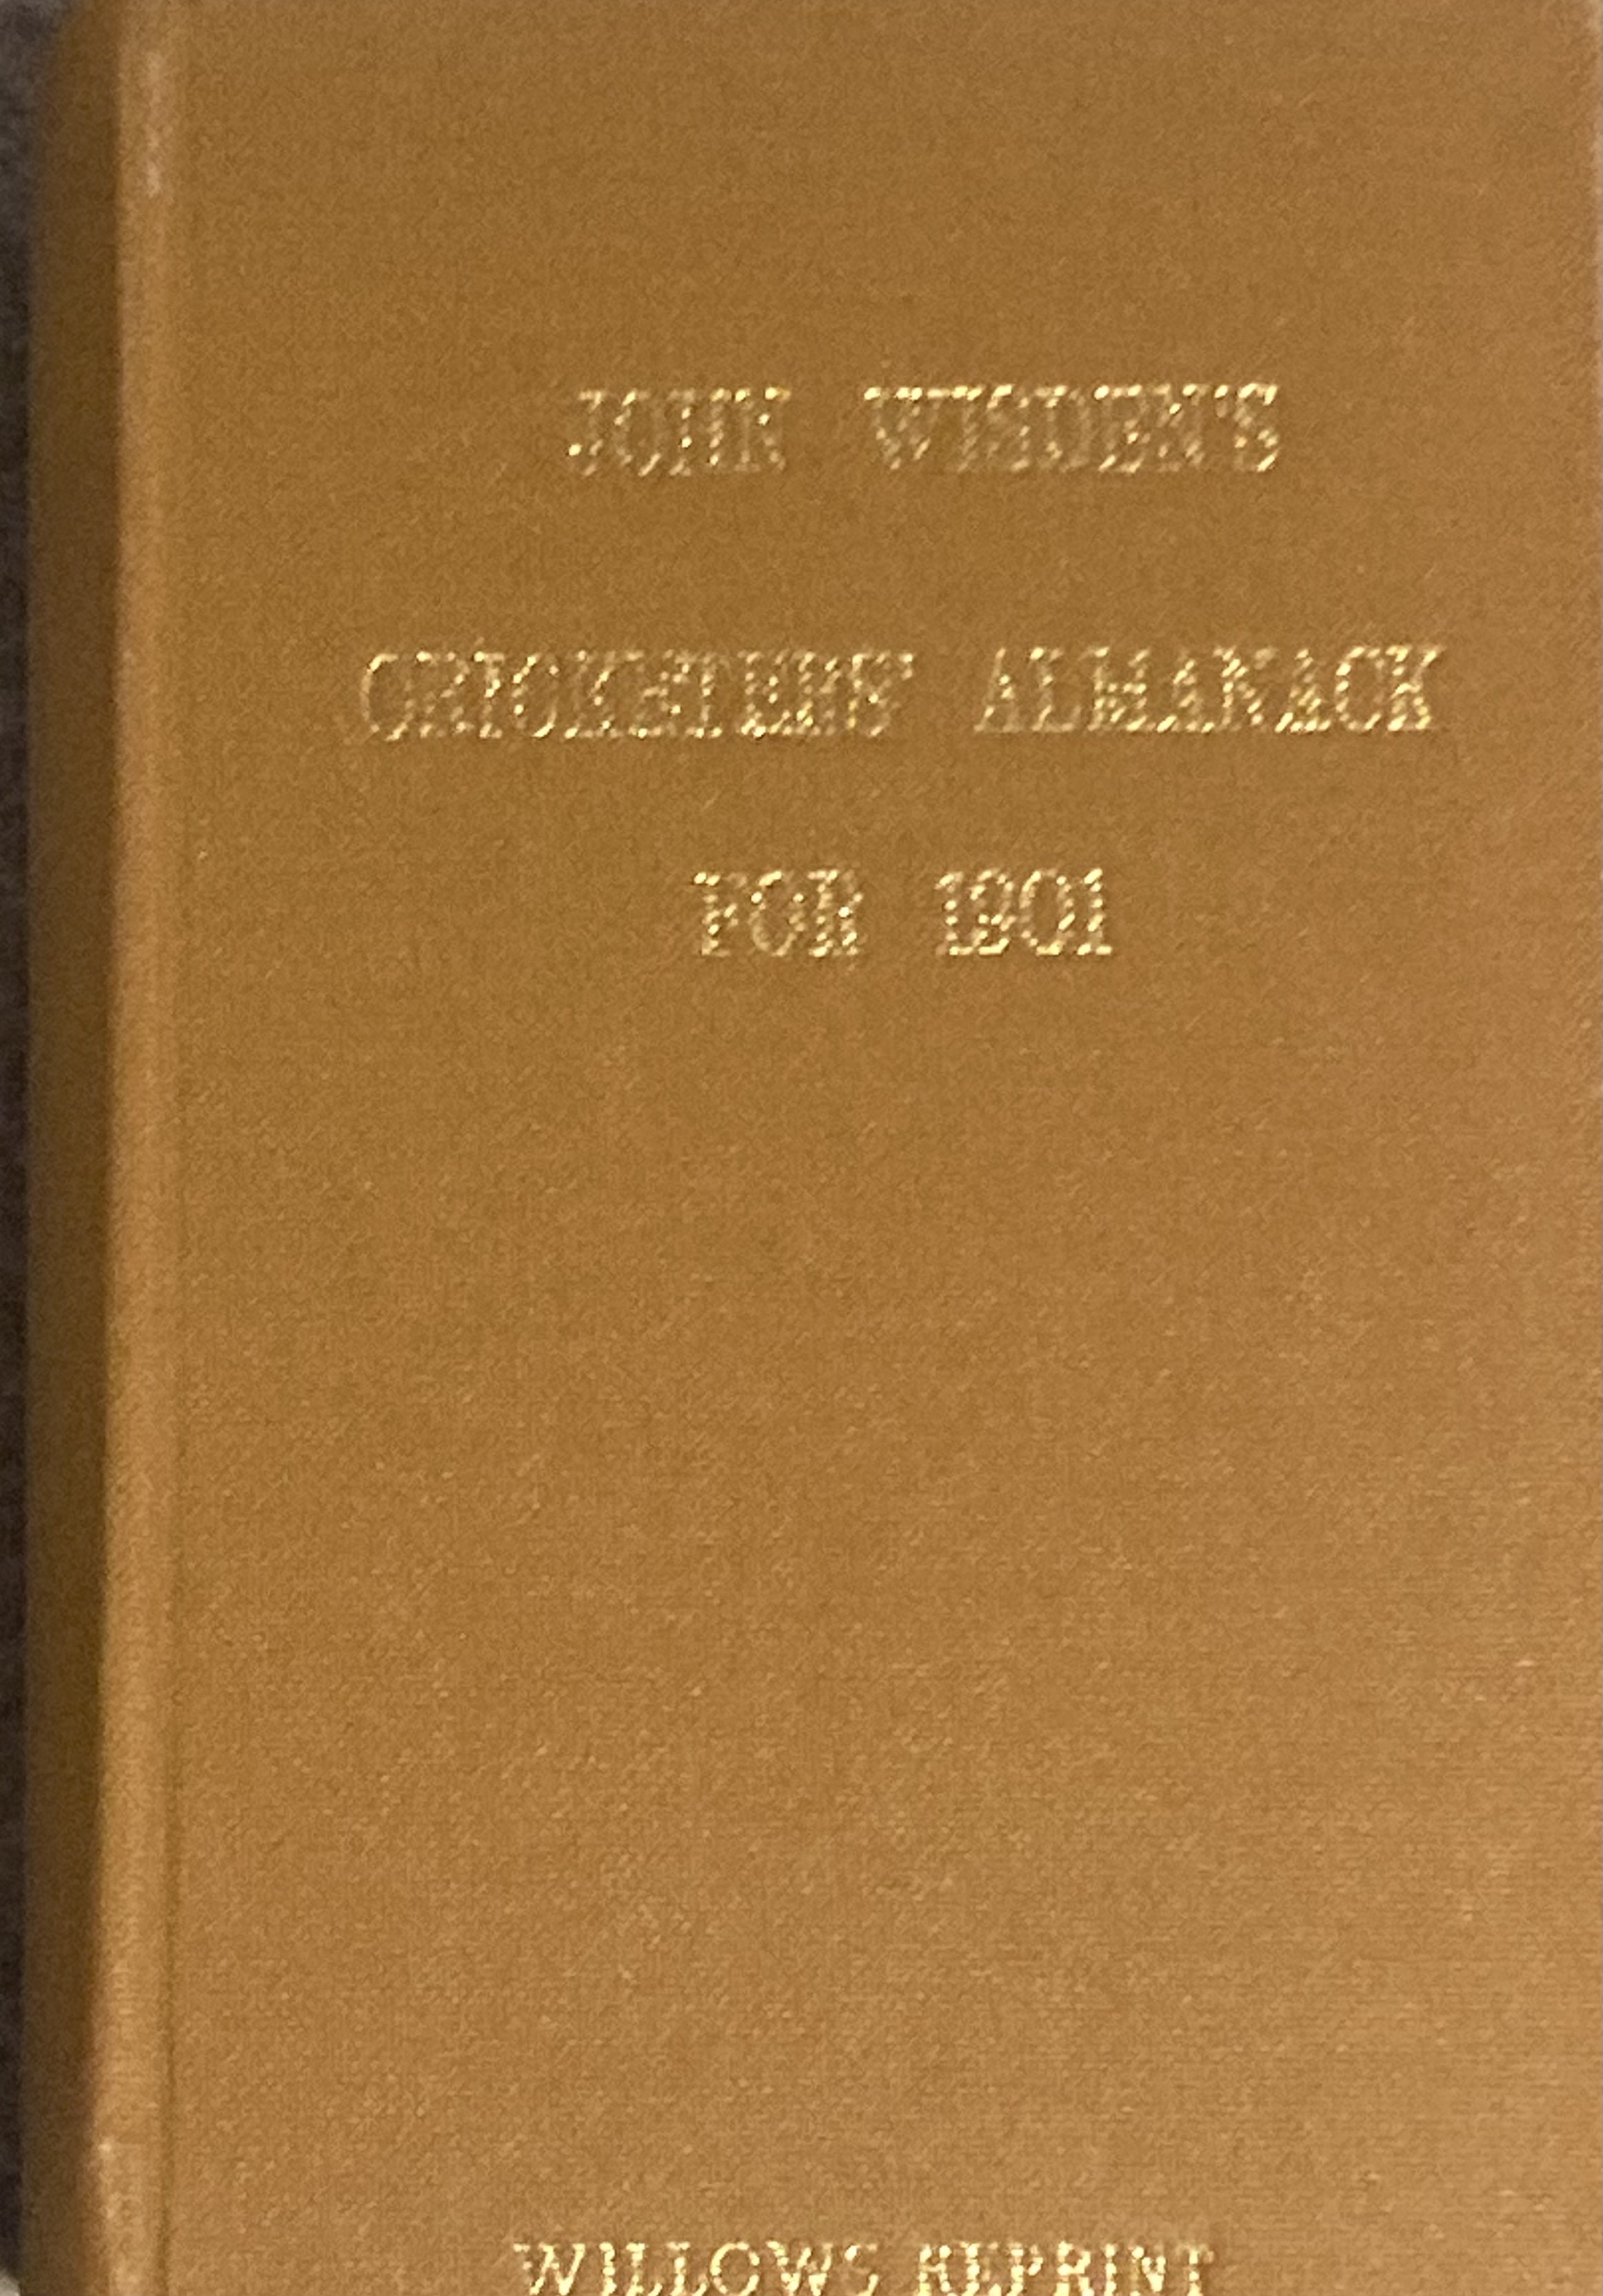 JOHN WISDEN'S
CRICKETERS' ALMANACK
FOR 1901
WILLOWS REPRINT